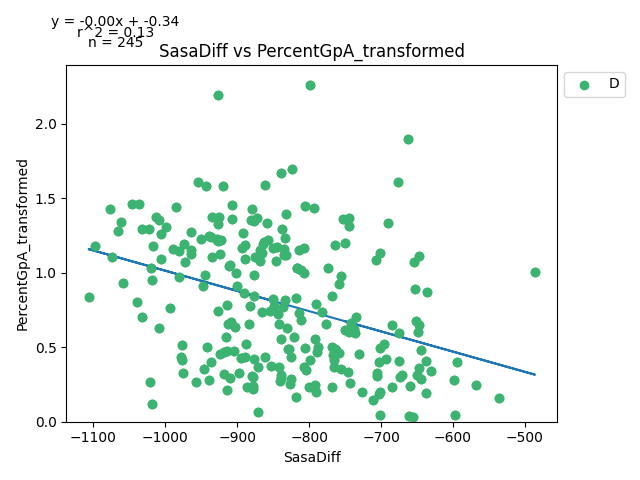 y = -0.00x + -0.34
r^2 = 0.13
n = 245
SasaDiff vs PercentGpA_transformed
D
PercentGpA_transformed
2.0
1.5
1.0
0.5
0.0
−1100 −1000 −900 −800 −700 −600 −500
SasaDiff